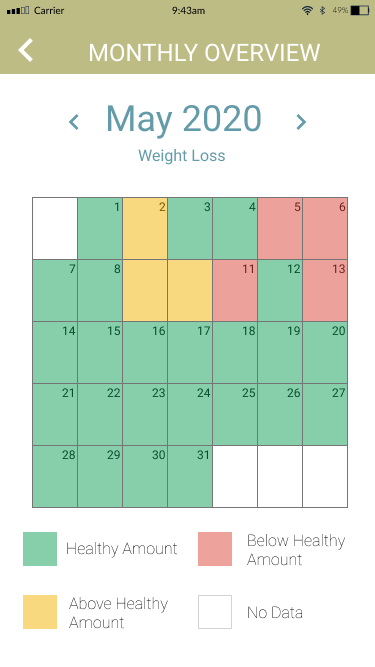 Carrier 9:43am 49%
MONTHLY OVERVIEW
May 2020
Weight Loss
1 2 3 4 5 6
7 8 11 12 13
14 15 16 17 18 19 20
21 22 23 24 25 26 27
28 29 30 31
Healthy Amount
Below Healthy
Amount
Above Healthy
Amount
No Data